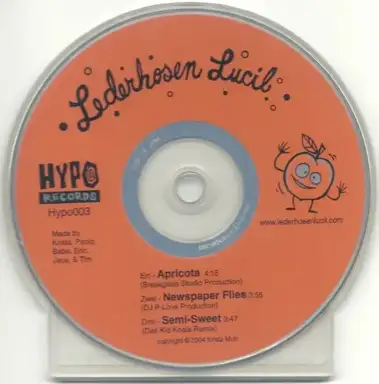 Lederhosen Lucil
HYPO
RECORDS
Hypo003
www.lederhosenlucil.com
Made by
Krista, Paolo,
Babe, Eric,
Jace, & Tim
Ein - Apricota 4:15
(Breakglass Studio Production)
Zwei - Newspaper Flies 3:55
(DJ P-Love Production)
Drei - Semi-Sweet 3:47
(Das Kid Koala Remix)
copyright © 2004 Krista Muir